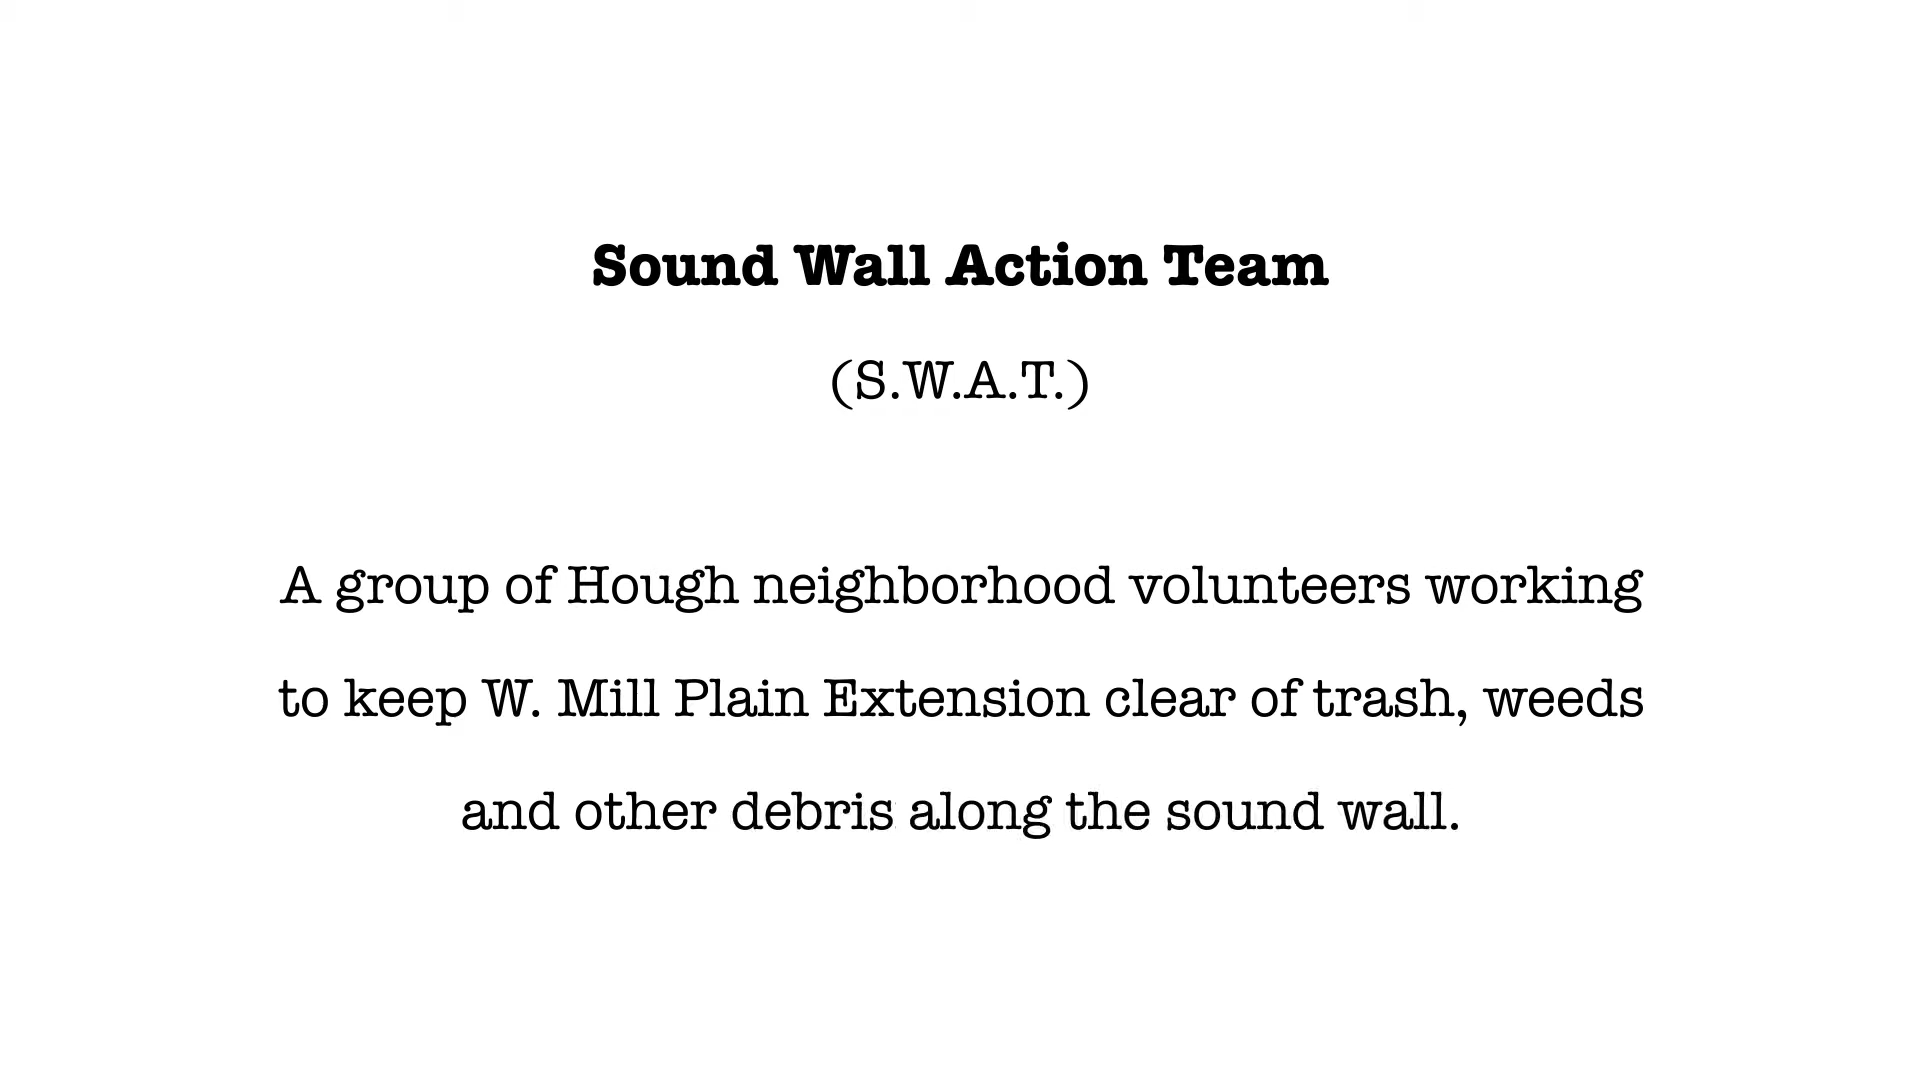 Sound Wall Action Team
(S.W.A.T.)
A group of Hough neighborhood volunteers working
to keep W. Mill Plain Extension clear of trash, weeds
and other debris along the sound wall.